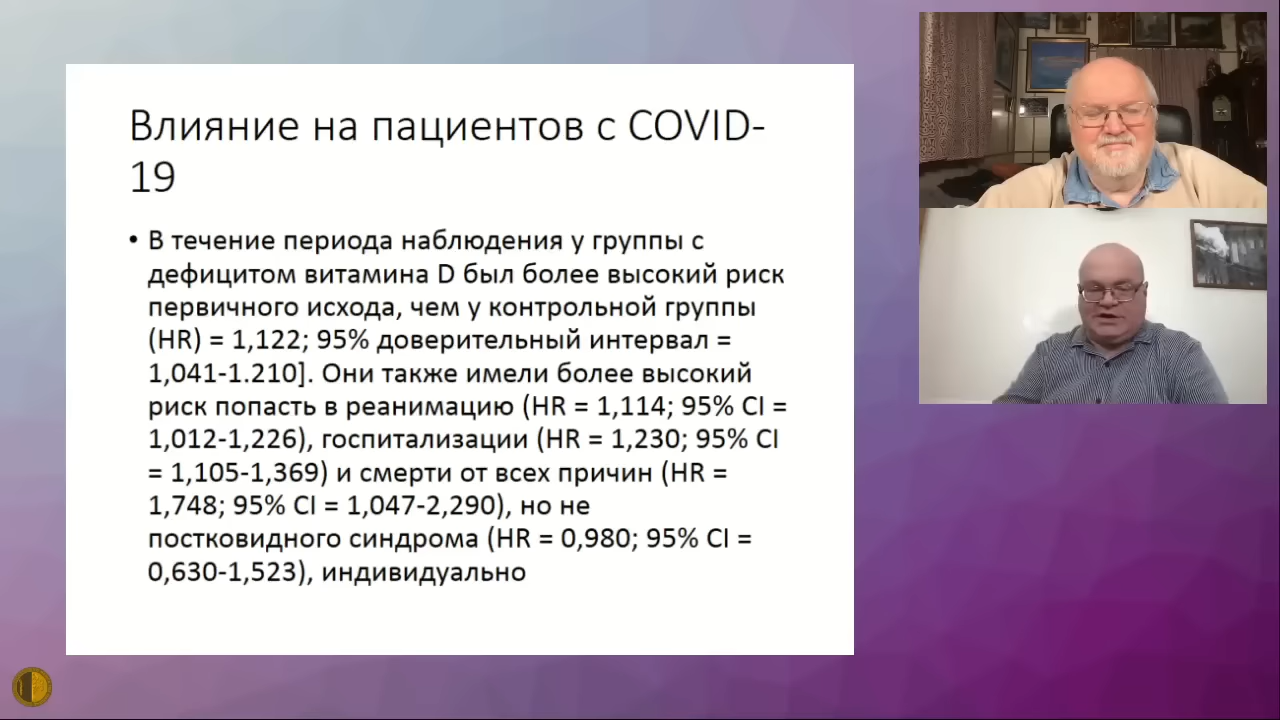 Влияние на пациентов с COVID-
19
• В течение периода наблюдения у группы с
дефицитом витамина D был более высокий риск
первичного исхода, чем у контрольной группы
(HR) = 1,122; 95% доверительный интервал =
1,041-1.210]. Они также имели более высокий
риск попасть в реанимацию (HR = 1,114; 95% CI =
1,012-1,226), госпитализации (HR = 1,230; 95% CI
= 1,105-1,369) и смерти от всех причин (HR =
1,748; 95% CI = 1,047-2,290), но не
постковидного синдрома (HR = 0,980; 95% CI =
0,630-1,523), индивидуально